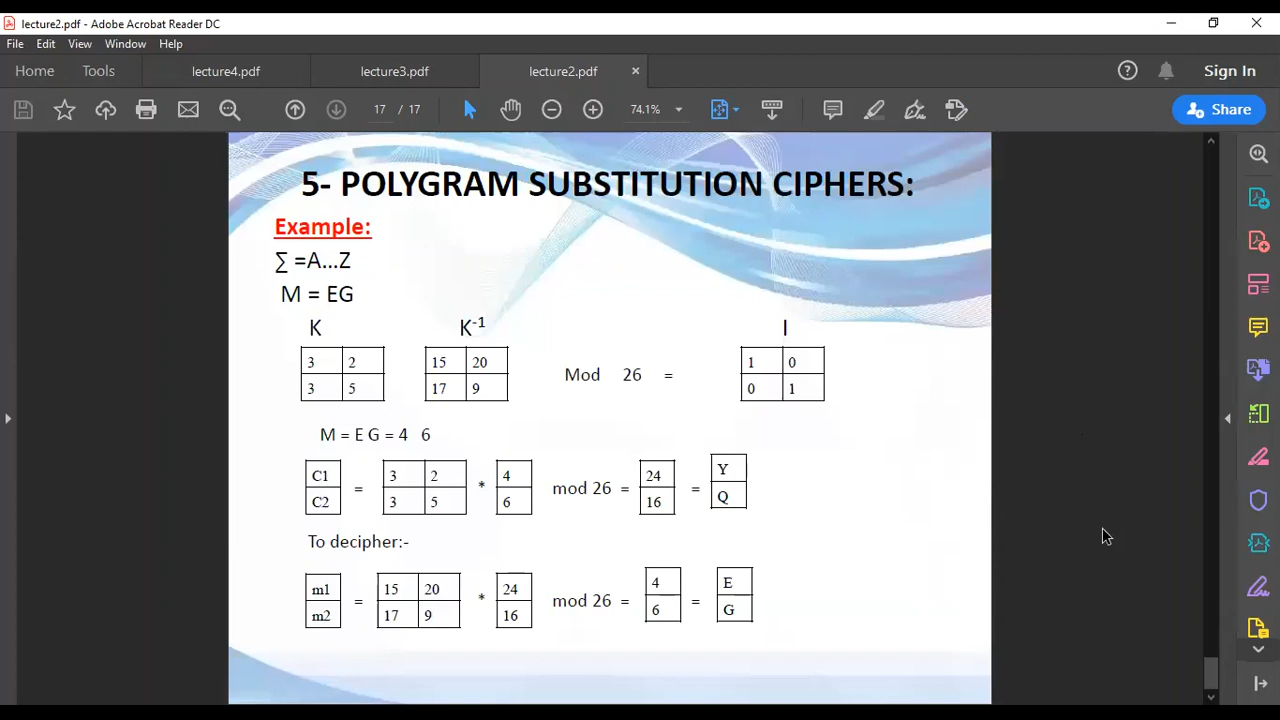 lecture2.pdf - Adobe Acrobat Reader DC
File Edit View Window Help
Home Tools lecture4.pdf lecture3.pdf lecture2.pdf × Sign In
17 / 17 74.1% Share
5- POLYGRAM SUBSTITUTION CIPHERS:
Example:
∑ =A...Z
M = EG
K K-1 I
3 2 15 20 Mod 26 = 1 0
3 5 17 9 0 1
M = E G = 4 6
C1 = 3 2 * 4 mod 26 = 24 = Y
C2 3 5 6 16 Q
To decipher:-
m1 = 15 20 * 24 mod 26 = 4 = E
m2 17 9 16 6 G